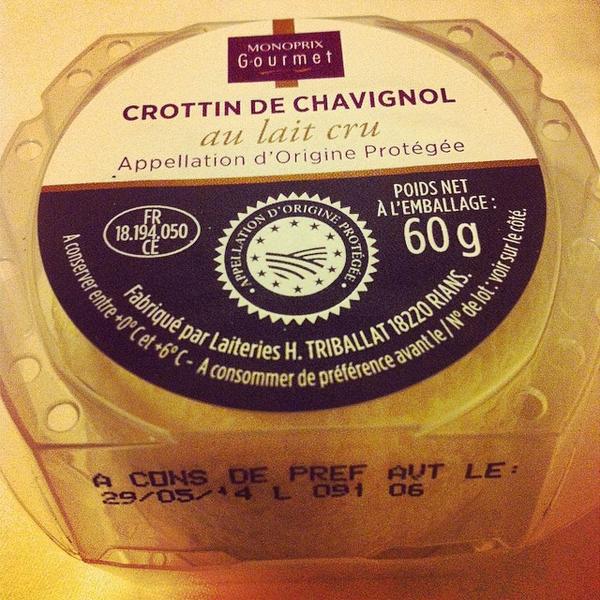 MONOPRIX
Gourmet
CROTTIN DE CHAVIGNOL
au lait cru
Appellation d'Origine Protégée
FR
18.194.050
CE
• APPELLATION D'ORIGINE PROTÉGÉE •
POIDS NET
À L'EMBALLAGE :
60 g
Fabriqué par Laiteries H. TRIBALLAT 18220 RIANS.
A conserver entre +0°C et +6°C - A consommer de préférence avant le / N° de lot : voir sur le côté.
A CONS DE PREF AVT LE:
29/05/14 L 091 06